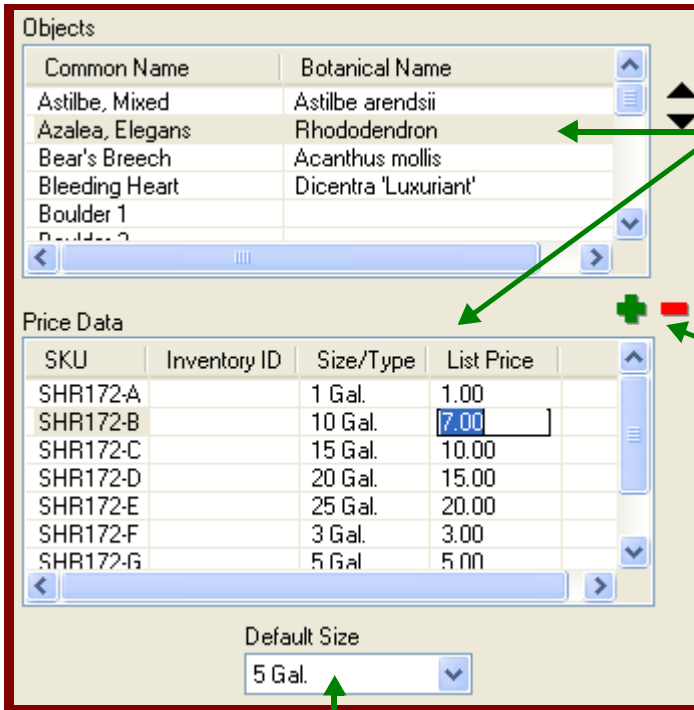 Objects
Common Name Botanical Name
Astilbe, Mixed Astilbe arendsii
Azalea, Elegans Rhododendron
Bear's Breech Acanthus mollis
Bleeding Heart Dicentra 'Luxuriant'
Boulder 1
Boulder 2
Price Data
SKU Inventory ID Size/Type List Price
SHR172-A 1 Gal. 1.00
SHR172-B 10 Gal. 7.00
SHR172-C 15 Gal. 10.00
SHR172-D 20 Gal. 15.00
SHR172-E 25 Gal. 20.00
SHR172-F 3 Gal. 3.00
SHR172-G 5 Gal. 5.00
Default Size
5 Gal.